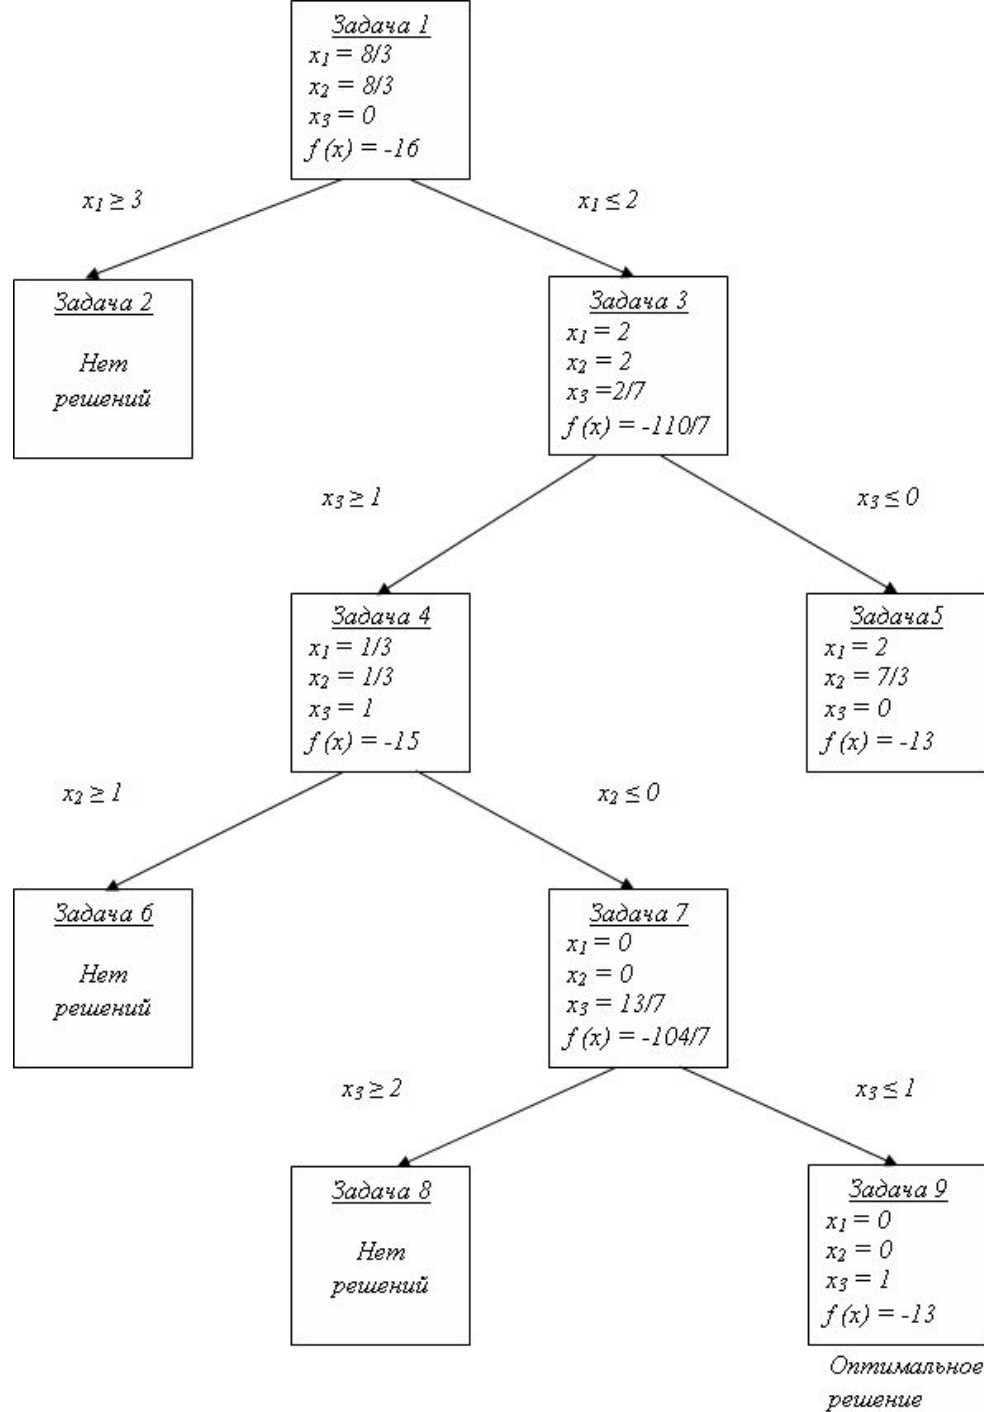 Задача 1
x1 = 8/3
x2 = 8/3
x3 = 0
f (x) = -16
x1 ≥ 3
x1 ≤ 2
Задача 2
Нет
решений
Задача 3
x1 = 2
x2 = 2
x3 =2/7
f (x) = -110/7
x3 ≥ 1
x3 ≤ 0
Задача 4
x1 = 1/3
x2 = 1/3
x3 = 1
f (x) = -15
Задача5
x1 = 2
x2 = 7/3
x3 = 0
f (x) = -13
x2 ≥ 1
x2 ≤ 0
Задача 6
Нет
решений
Задача 7
x1 = 0
x2 = 0
x3 = 13/7
f (x) = -104/7
x3 ≥ 2
x3 ≤ 1
Задача 8
Нет
решений
Задача 9
x1 = 0
x2 = 0
x3 = 1
f (x) = -13
Оптимальное
решение